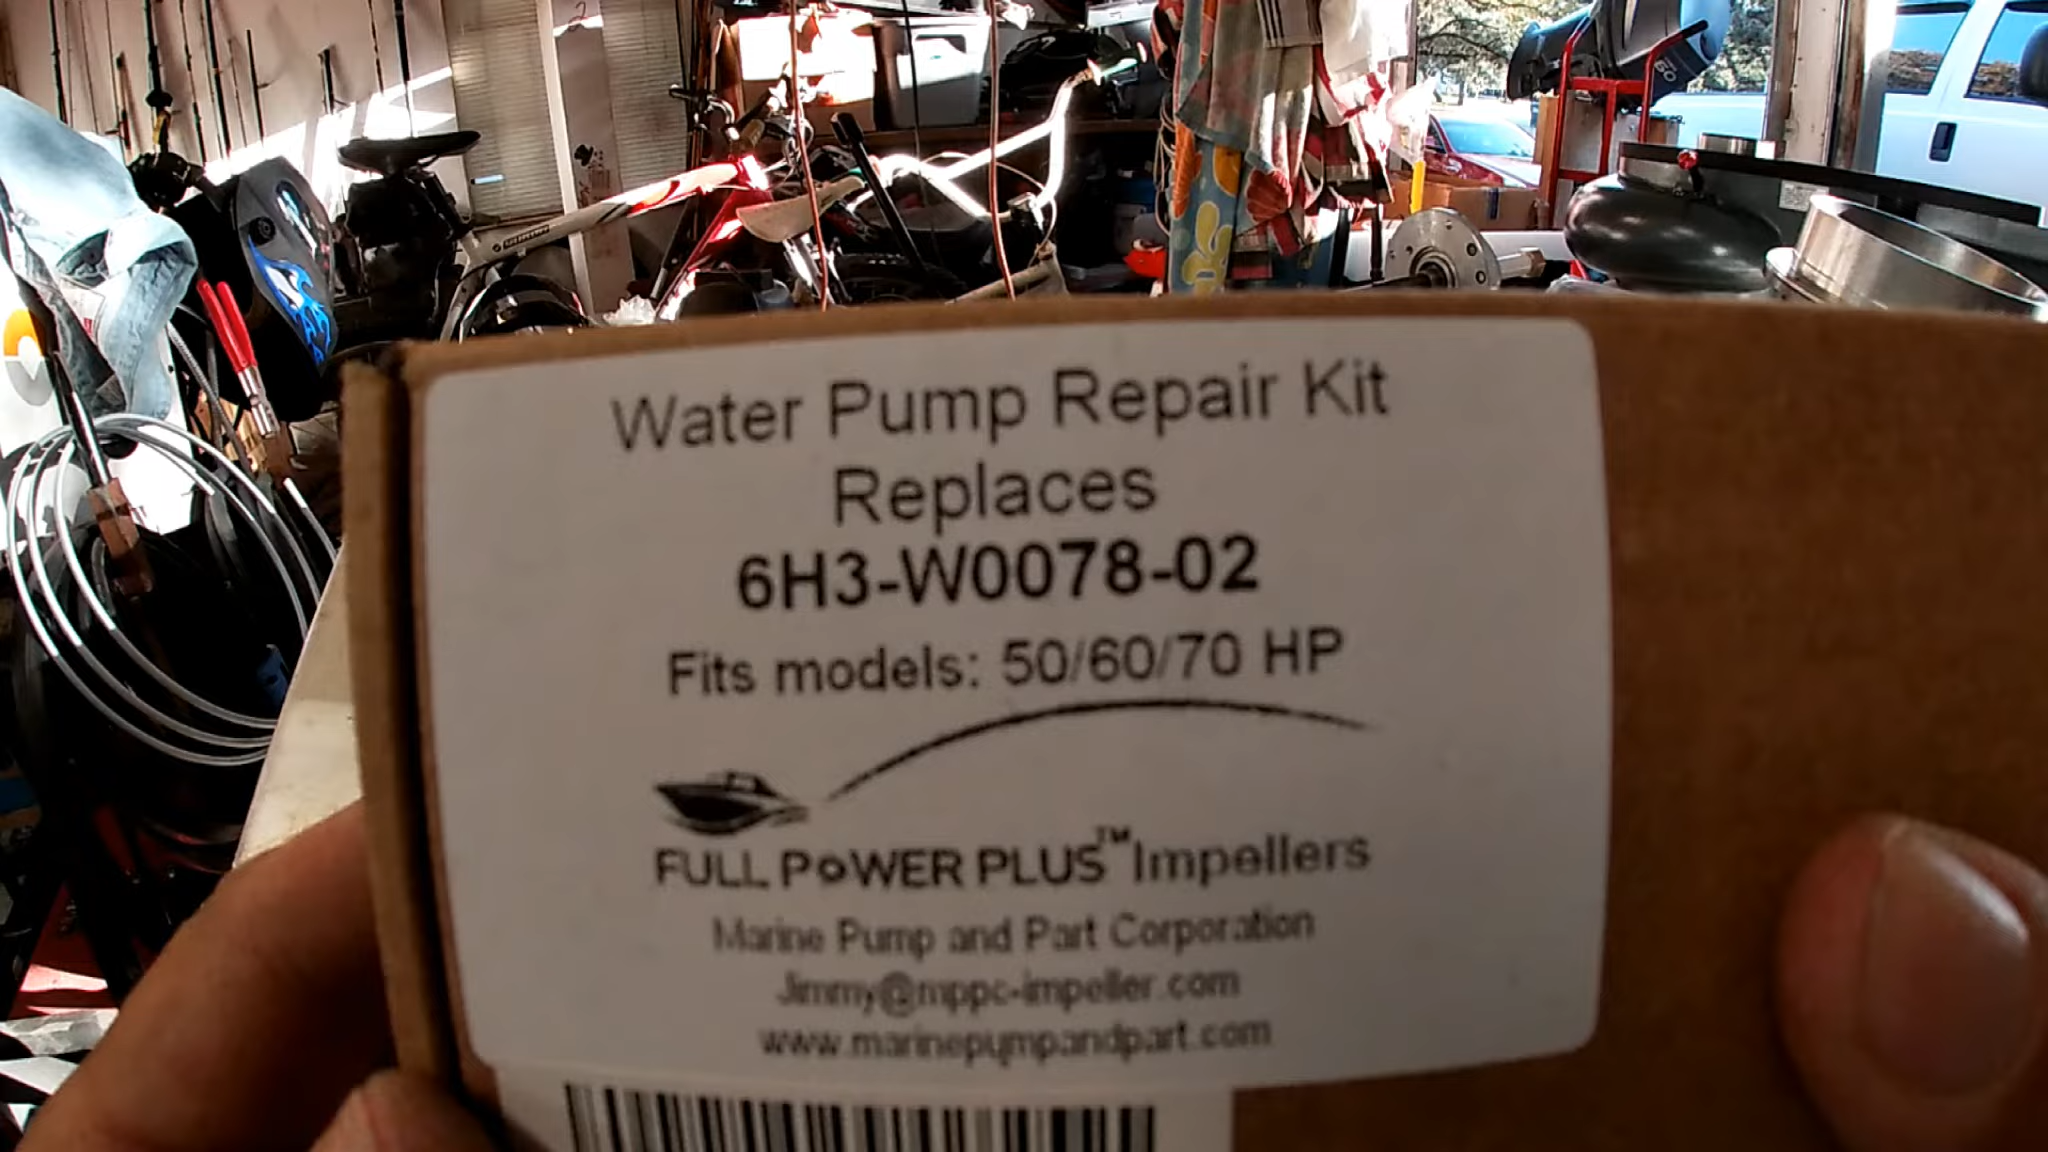 Water Pump Repair Kit
Replaces
6H3-W0078-02
Fits models: 50/60/70 HP
FULL POWER PLUS™ Impellers
Marine Pump and Part Corporation
Jimmy@mppc-impeller.com
www.marinepumpandpart.com
60